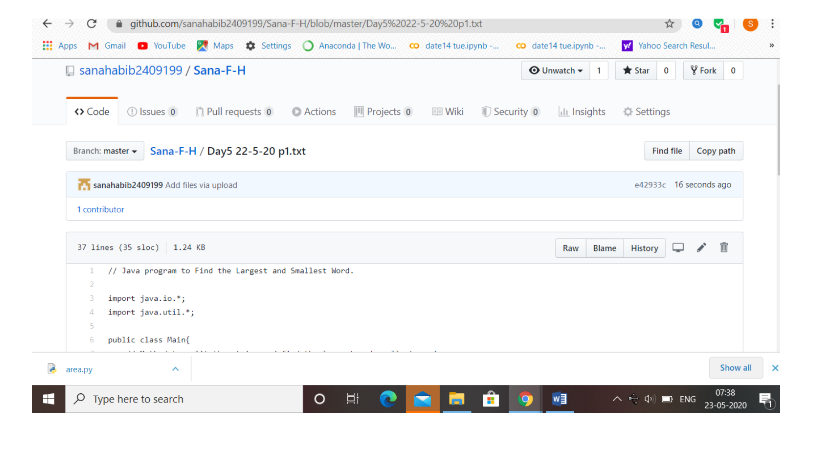 github.com/sanahabib2409199/Sana-F-H/blob/master/Day5%2022-5-20%20p1.txt
S
Apps Gmail YouTube Maps Settings Anaconda | The Wo... date14 tue.ipynb -... date14 tue.ipynb -... Yahoo Search Resul... »
sanahabib2409199 / Sana-F-H Unwatch 1 Star 0 Fork 0
Code Issues 0 Pull requests 0 Actions Projects 0 Wiki Security 0 Insights Settings
Branch: master Sana-F-H / Day5 22-5-20 p1.txt Find file Copy path
sanahabib2409199 Add files via upload e42933c 16 seconds ago
1 contributor
37 lines (35 sloc) 1.24 KB Raw Blame History
1 // Java program to Find the Largest and Smallest Word.
2
3 import java.io.*;
4 import java.util.*;
5
6 public class Main{
area.py Show all
Type here to search ENG 07:38
23-05-2020
1